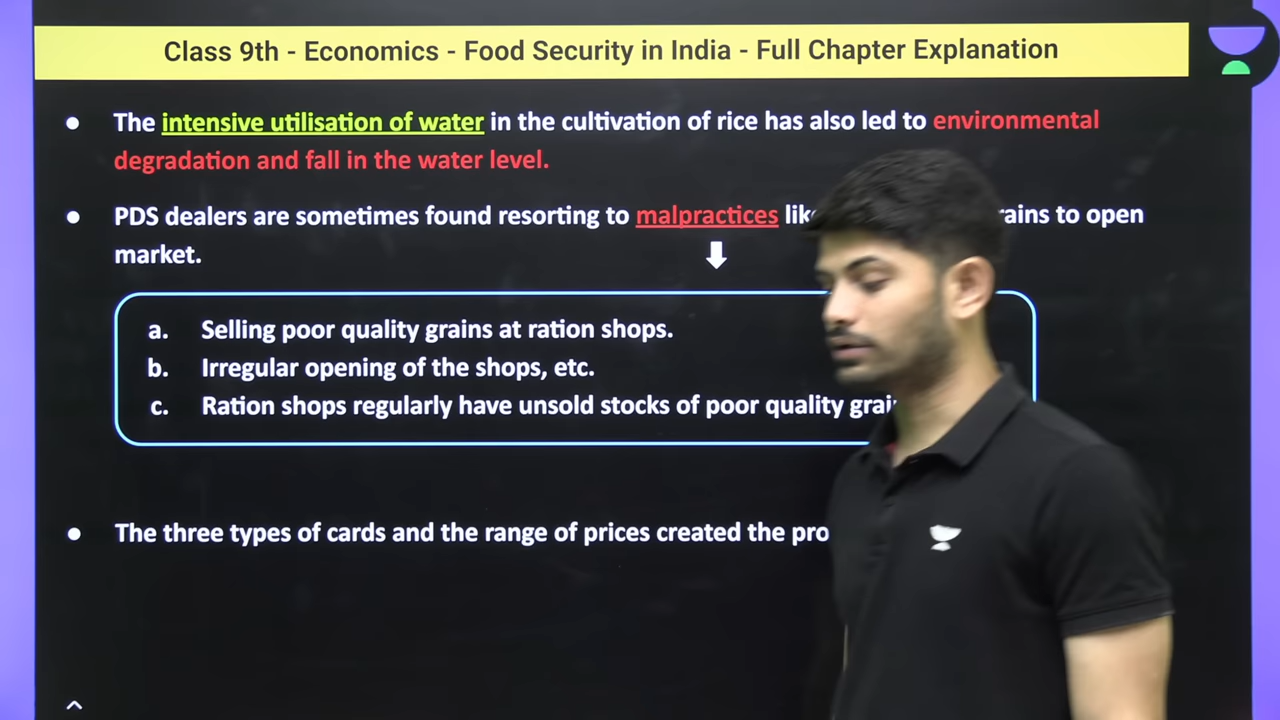 Class 9th - Economics - Food Security in India - Full Chapter Explanation
● The intensive utilisation of water in the cultivation of rice has also led to environmental
degradation and fall in the water level.
● PDS dealers are sometimes found resorting to malpractices to open
market.
a. Selling poor quality grains at ration shops.
b. Irregular opening of the shops, etc.
c. Ration shops regularly have unsold stocks of poor quality
● The three types of cards and the range of prices created the